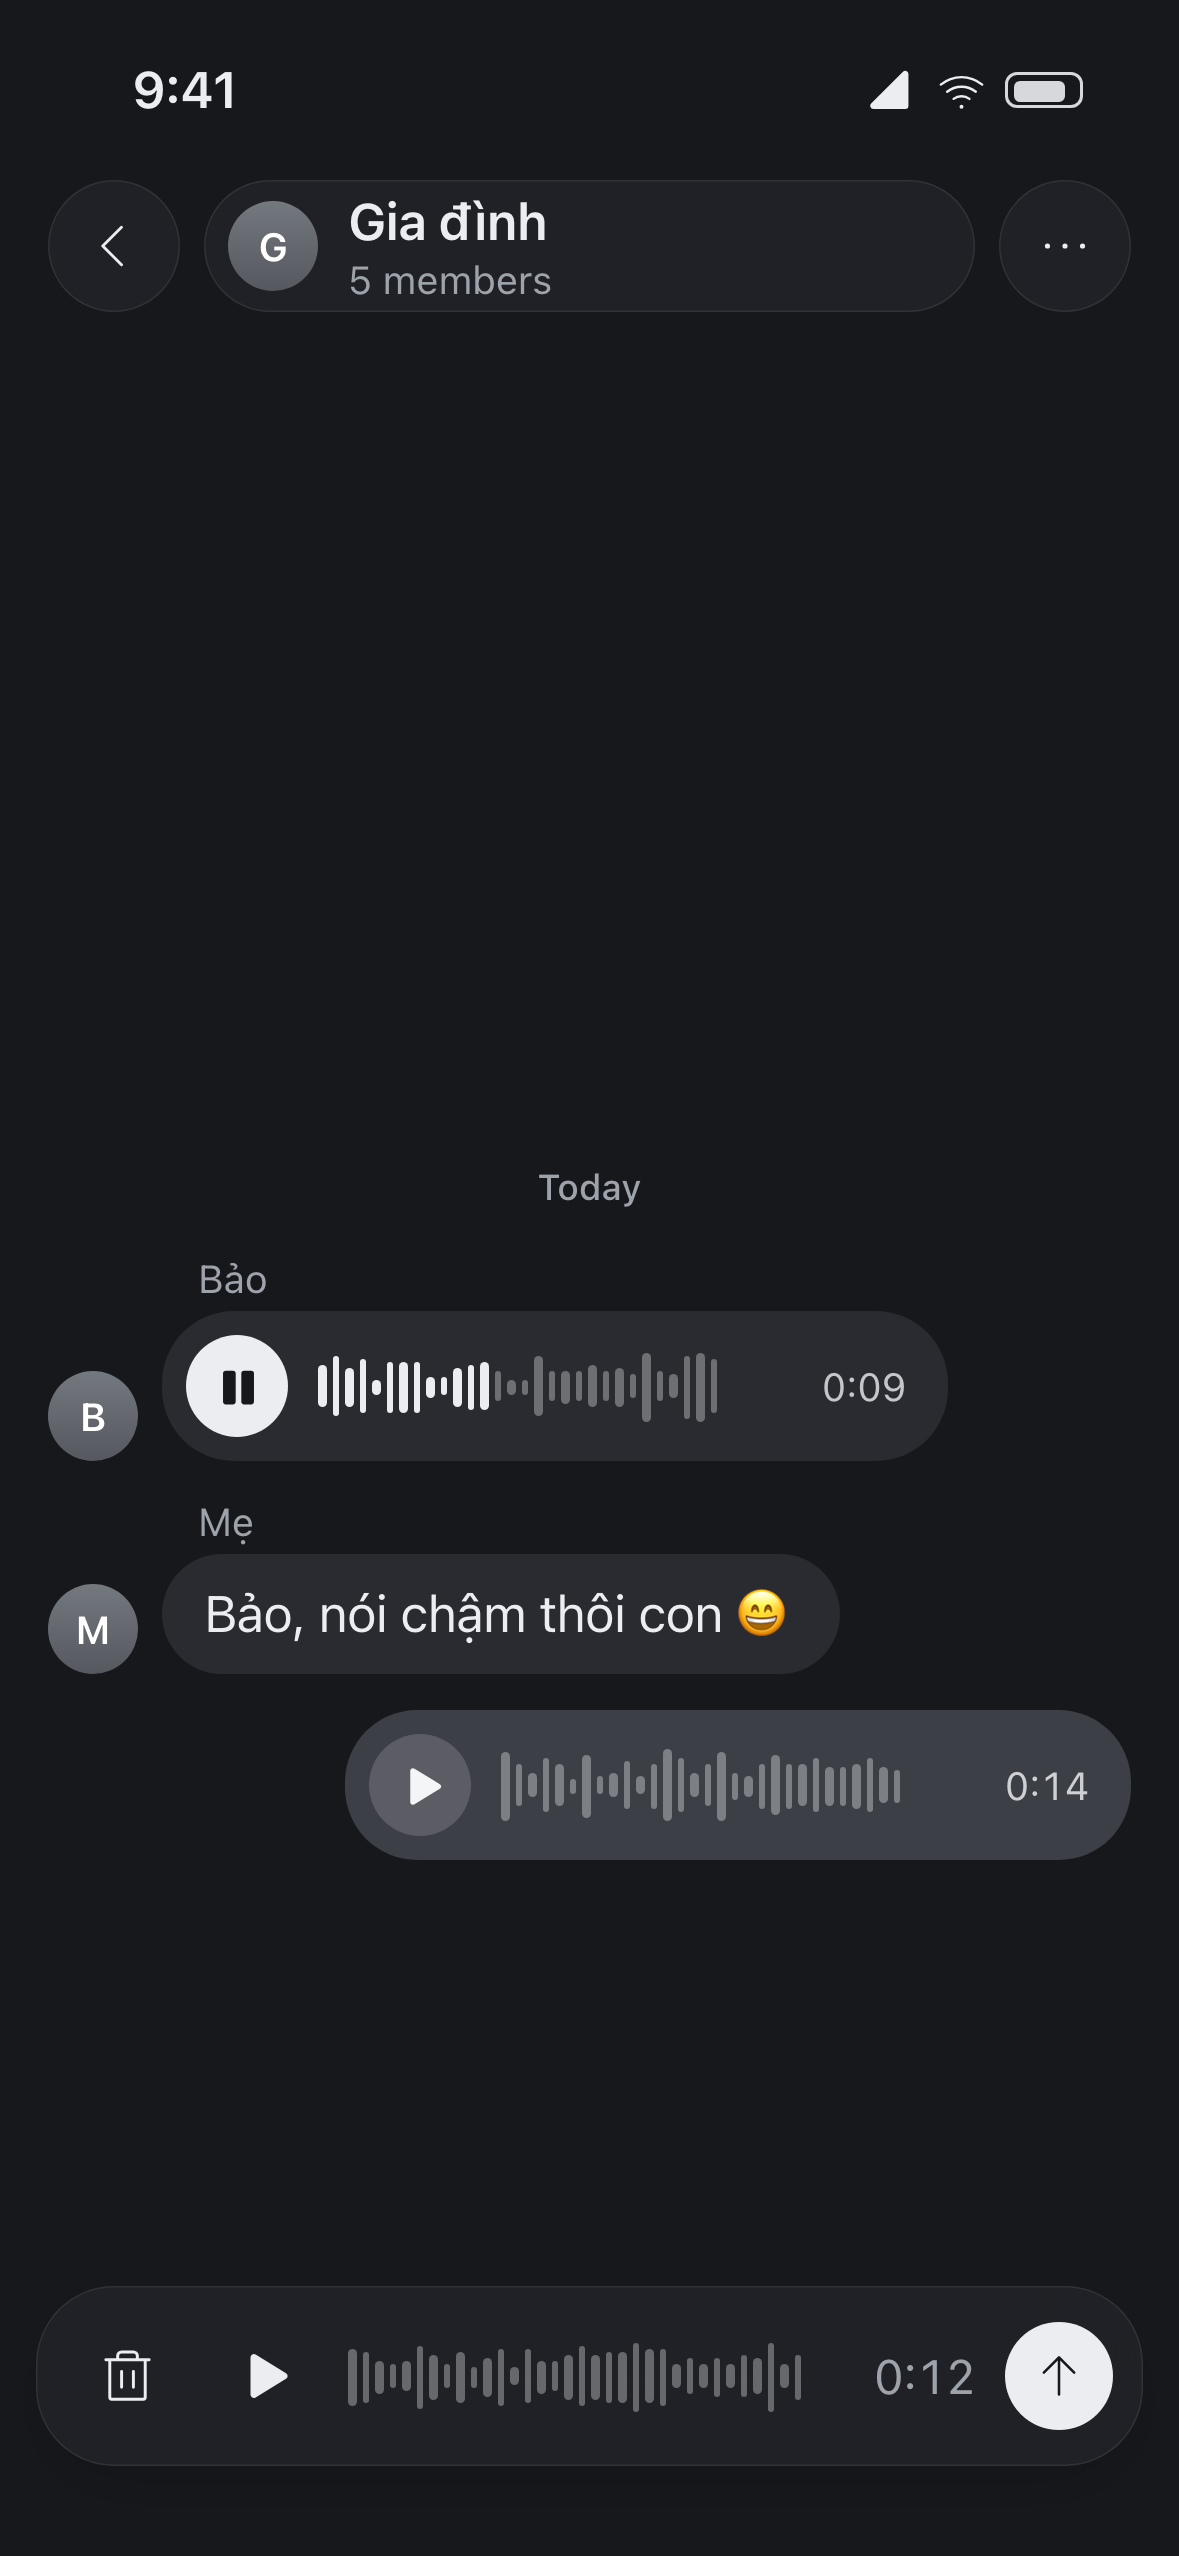 9:41
G
Gia đình
5 members
Today
Bảo
B
0:09
Mẹ
M
Bảo, nói chậm thôi con 😄
0:14
0:12